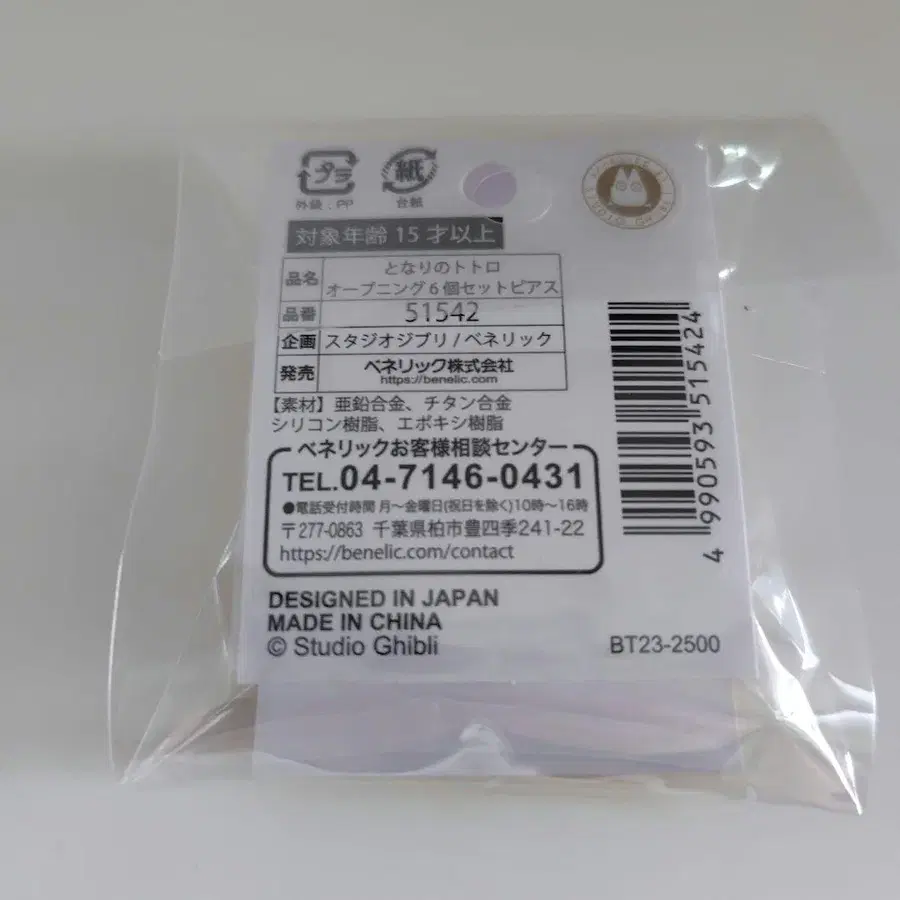 プラ
外袋:PP
紙
台紙
対象年齢 15 才以上
品名 となりのトトロ
オープニング6個セットピアス
品番 51542
企画 スタジオジブリ/ベネリック
発売 ベネリック株式会社
https://benelic.com
【素材】亜鉛合金、チタン合金
シリコン樹脂、エポキシ樹脂
ベネリックお客様相談センター
TEL.04-7146-0431
●電話受付時間 月〜金曜日(祝日を除く)10時〜16時
〒277-0863 千葉県柏市豊四季241-22
https://benelic.com/contact
DESIGNED IN JAPAN
MADE IN CHINA
© Studio Ghibli
BT23-2500
4 990593 515424